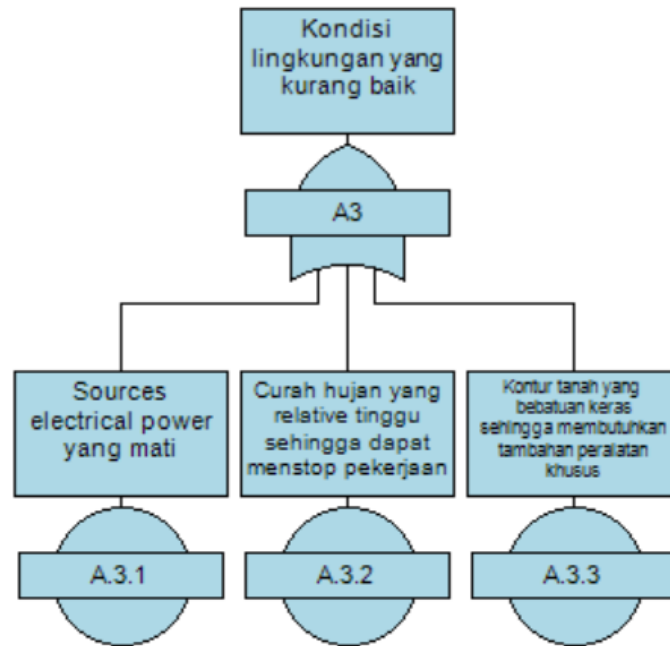 Kondisi
lingkungan yang
kurang baik
A3
Sources
electrical power
yang mati
Curah hujan yang
relative tinggu
sehingga dapat
menstop pekerjaan
Kontur tanah yang
bebatuan keras
sehingga membutuhkan
tambahan peralatan
khusus
A.3.1
A.3.2
A.3.3